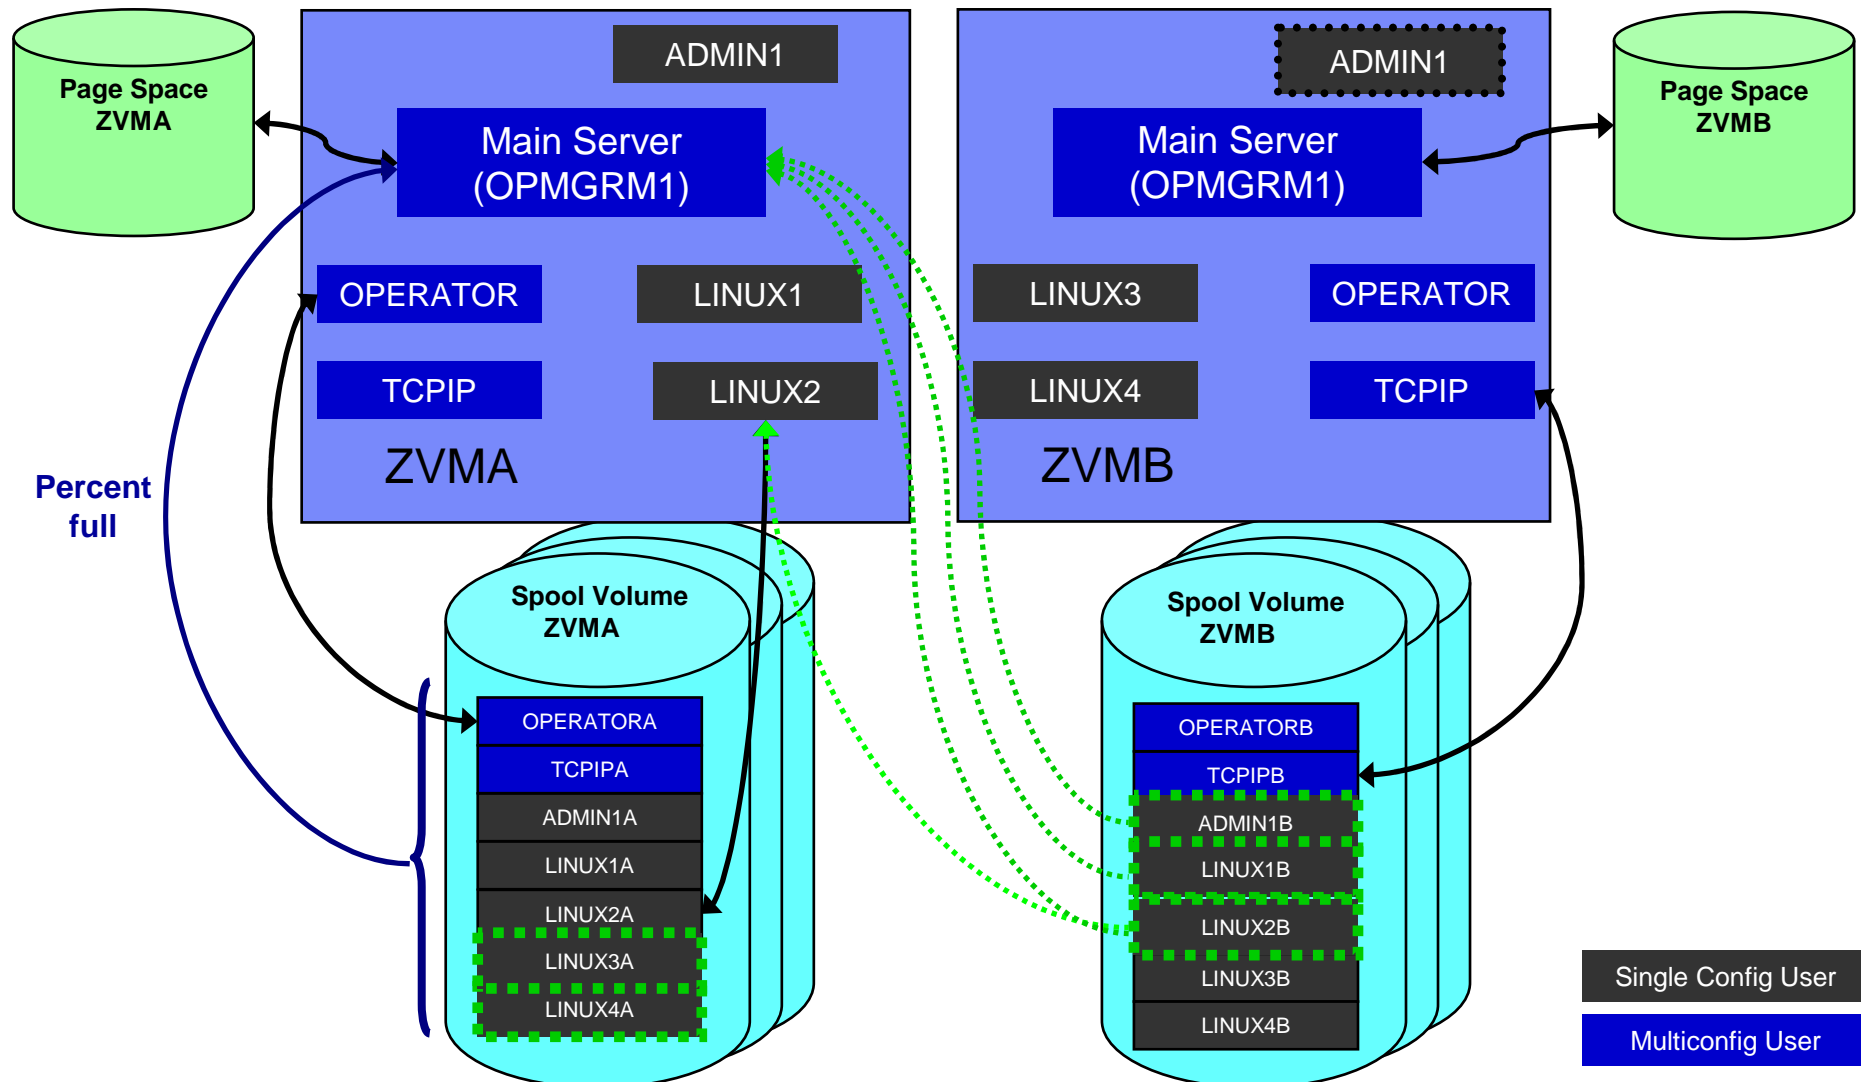 Page Space
ZVMA
ADMIN1
Main Server
(OPMGRM1)
OPERATOR
LINUX1
TCPIP
LINUX2
ZVMA
ADMIN1
Main Server
(OPMGRM1)
LINUX3
OPERATOR
LINUX4
TCPIP
ZVMB
Page Space
ZVMB
Percent
full
Spool Volume
ZVMA
OPERATORA
TCPIPA
ADMIN1A
LINUX1A
LINUX2A
LINUX3A
LINUX4A
Spool Volume
ZVMB
OPERATORB
TCPIPB
ADMIN1B
LINUX1B
LINUX2B
LINUX3B
LINUX4B
Single Config User
Multiconfig User